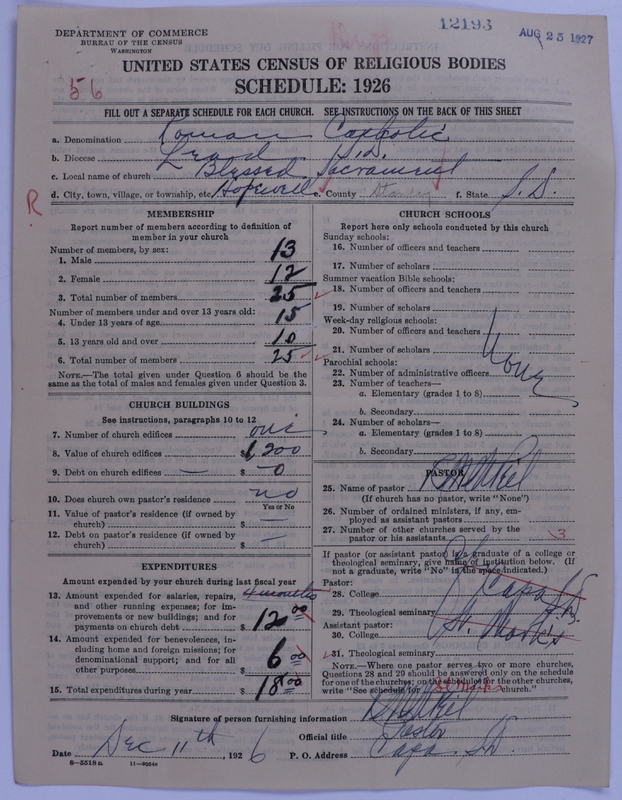 12193
AUG 25 1927
DEPARTMENT OF COMMERCE
BUREAU OF THE CENSUS
WASHINGTON
UNITED STATES CENSUS OF RELIGIOUS BODIES
SCHEDULE: 1926
56
FILL OUT A SEPARATE SCHEDULE FOR EACH CHURCH. SEE INSTRUCTIONS ON THE BACK OF THIS SHEET
a. Denomination Roman Catholic
b. Diocese Lead S.D.
c. Local name of church Blessed Sacrament
d. City, town, village, or township, etc. Hopewell e. County Stanley f. State S. D.
R
MEMBERSHIP
Report number of members according to definition of
member in your church
Number of members, by sex:
1. Male 13
2. Female 12
3. Total number of members 25
Number of members under and over 13 years old:
4. Under 13 years of age 15
5. 13 years old and over 10
6. Total number of members 25
NOTE.—The total given under Question 6 should be
same as the total of males and females given under Question 3.
CHURCH BUILDINGS
See instructions, paragraphs 10 to 12
7. Number of church edifices one
8. Value of church edifices $1,200
9. Debt on church edifices — $ 0
10. Does church own pastor's residence no
Yes or No
11. Value of pastor's residence (if owned by
church) $ —
12. Debt on pastor's residence (if owned by
church) $ —
EXPENDITURES
Amount expended by your church during last fiscal year
13. Amount expended for salaries, repairs, 4 months
and other running expenses; for im-
provements or new buildings; and for
payments on church debt $ 12 00
14. Amount expended for benevolences, in-
cluding home and foreign missions; for
denominational support; and for all
other purposes $ 6 00
15. Total expenditures during year $ 18 00
CHURCH SCHOOLS
Report here only schools conducted by this church
Sunday schools:
16. Number of officers and teachers
17. Number of scholars
Summer vacation Bible schools:
18. Number of officers and teachers
19. Number of scholars
Week-day religious schools:
20. Number of officers and teachers
21. Number of scholars
None
Parochial schools:
22. Number of administrative officers
23. Number of teachers—
a. Elementary (grades 1 to 8)
b. Secondary
24. Number of scholars—
a. Elementary (grades 1 to 8)
b. Secondary
PASTOR
25. Name of pastor
(If church has no pastor, write "None")
26. Number of ordained ministers, if any, em-
ployed as assistant pastors
27. Number of other churches served by the
pastor or his assistants 3
If pastor (or assistant pastor) is a graduate of a college or
theological seminary, give name of institution below. (If
not a graduate, write "No" in the space indicated.)
Pastor:
28. College Capa S.D.
29. Theological seminary
Assistant pastor:
30. College St. Marks
31. Theological seminary
NOTE.—Where one pastor serves two or more churches,
Questions 28 and 29 should be answered only on the schedule
for one of the churches; on the schedules for the other churches,
write "See schedule for St Marks church."
Signature of person furnishing information
Official title Pastor
Date Dec 11th, 1926 P. O. Address Capa. S.D.
8—5518 a